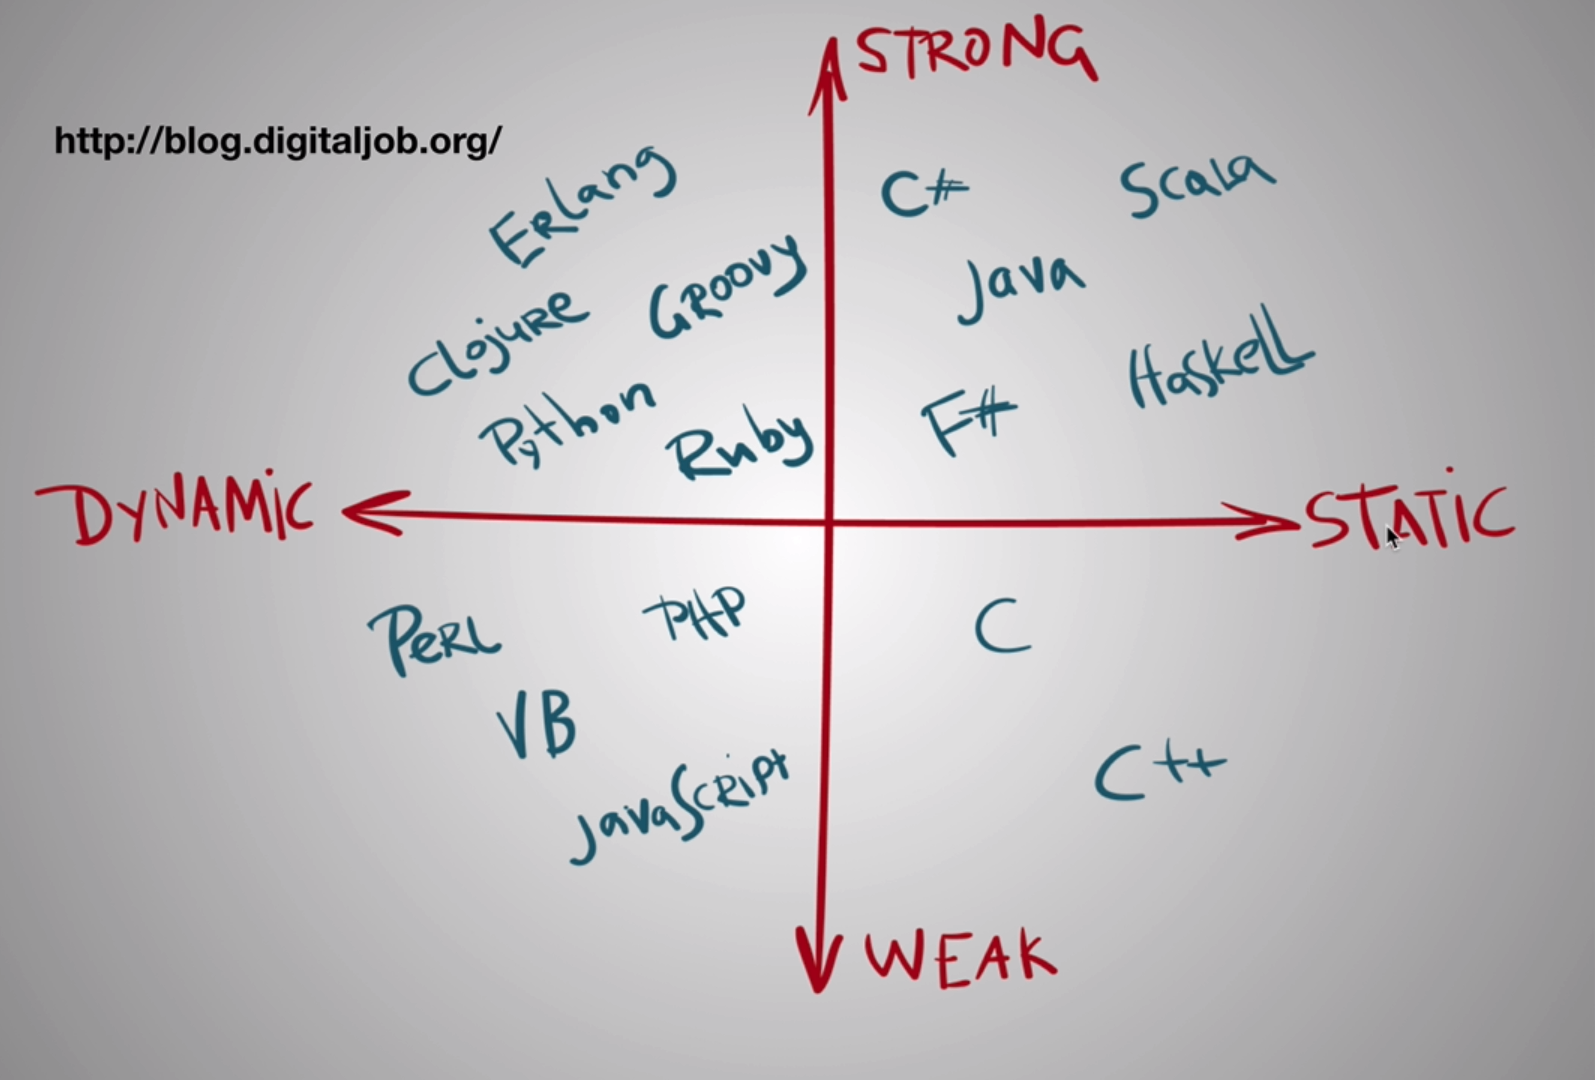 STRONG
http://blog.digitaljob.org/
Erlang
C#
Scala
Groovy
Java
Clojure
Haskell
Python
Ruby
F#
DYNAMIC
STATIC
PERL
PHP
C
VB
JavaScript
C++
WEAK